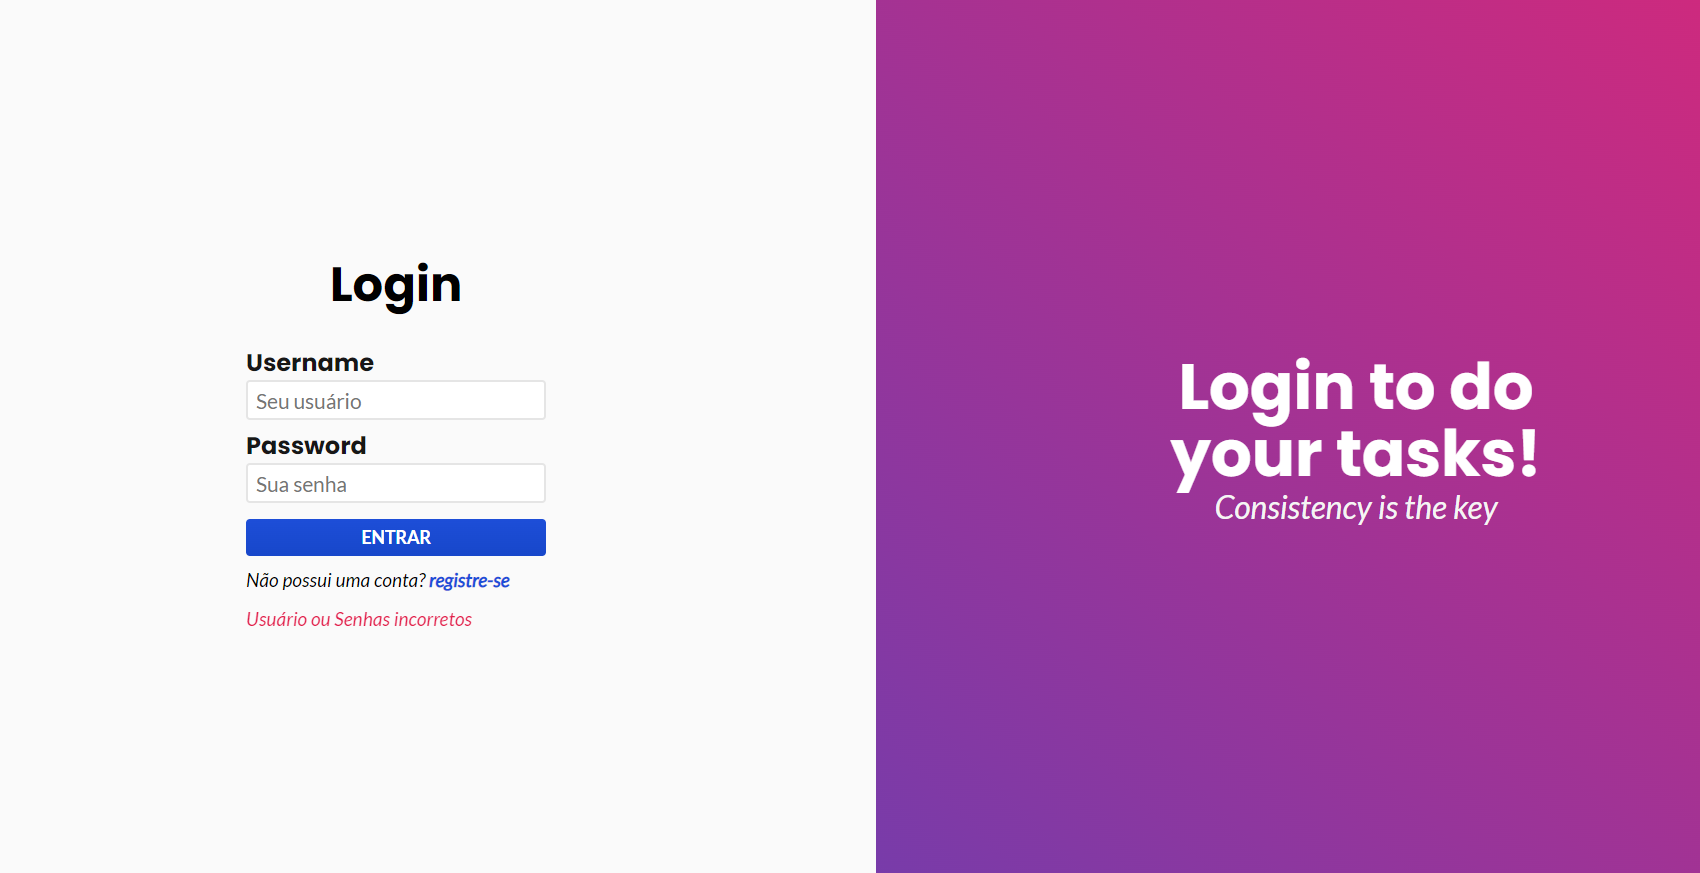 Login
Username
Seu usuário
Password
Sua senha
ENTRAR
Não possui uma conta? registre-se
Usuário ou Senhas incorretos
Login to do
your tasks!
Consistency is the key